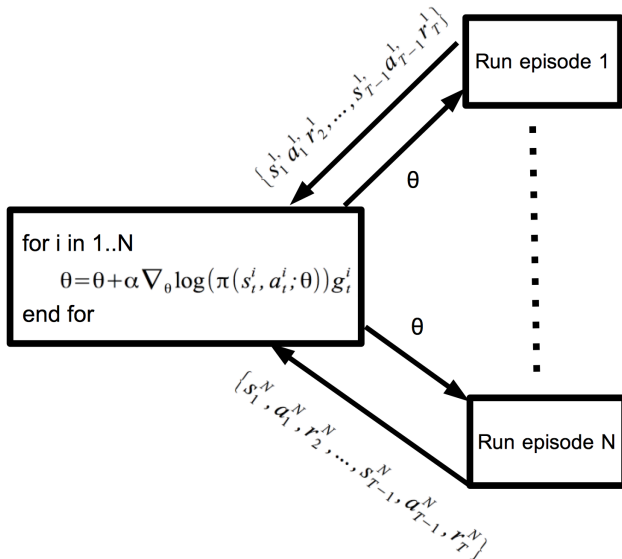 {s_1^{1,} a_1^{1,} r_2^1, ..., s_{T-1}^{1,} a_{T-1}^1 r_T^1}
Run episode 1
θ
for i in 1..N
θ=θ+α∇_θ log(π(s_t^i, a_t^i; θ))g_t^i
end for
θ
Run episode N
{s_1^N, a_1^N, r_2^N, ..., s_{T-1}^N, a_{T-1}^N, r_T^N}